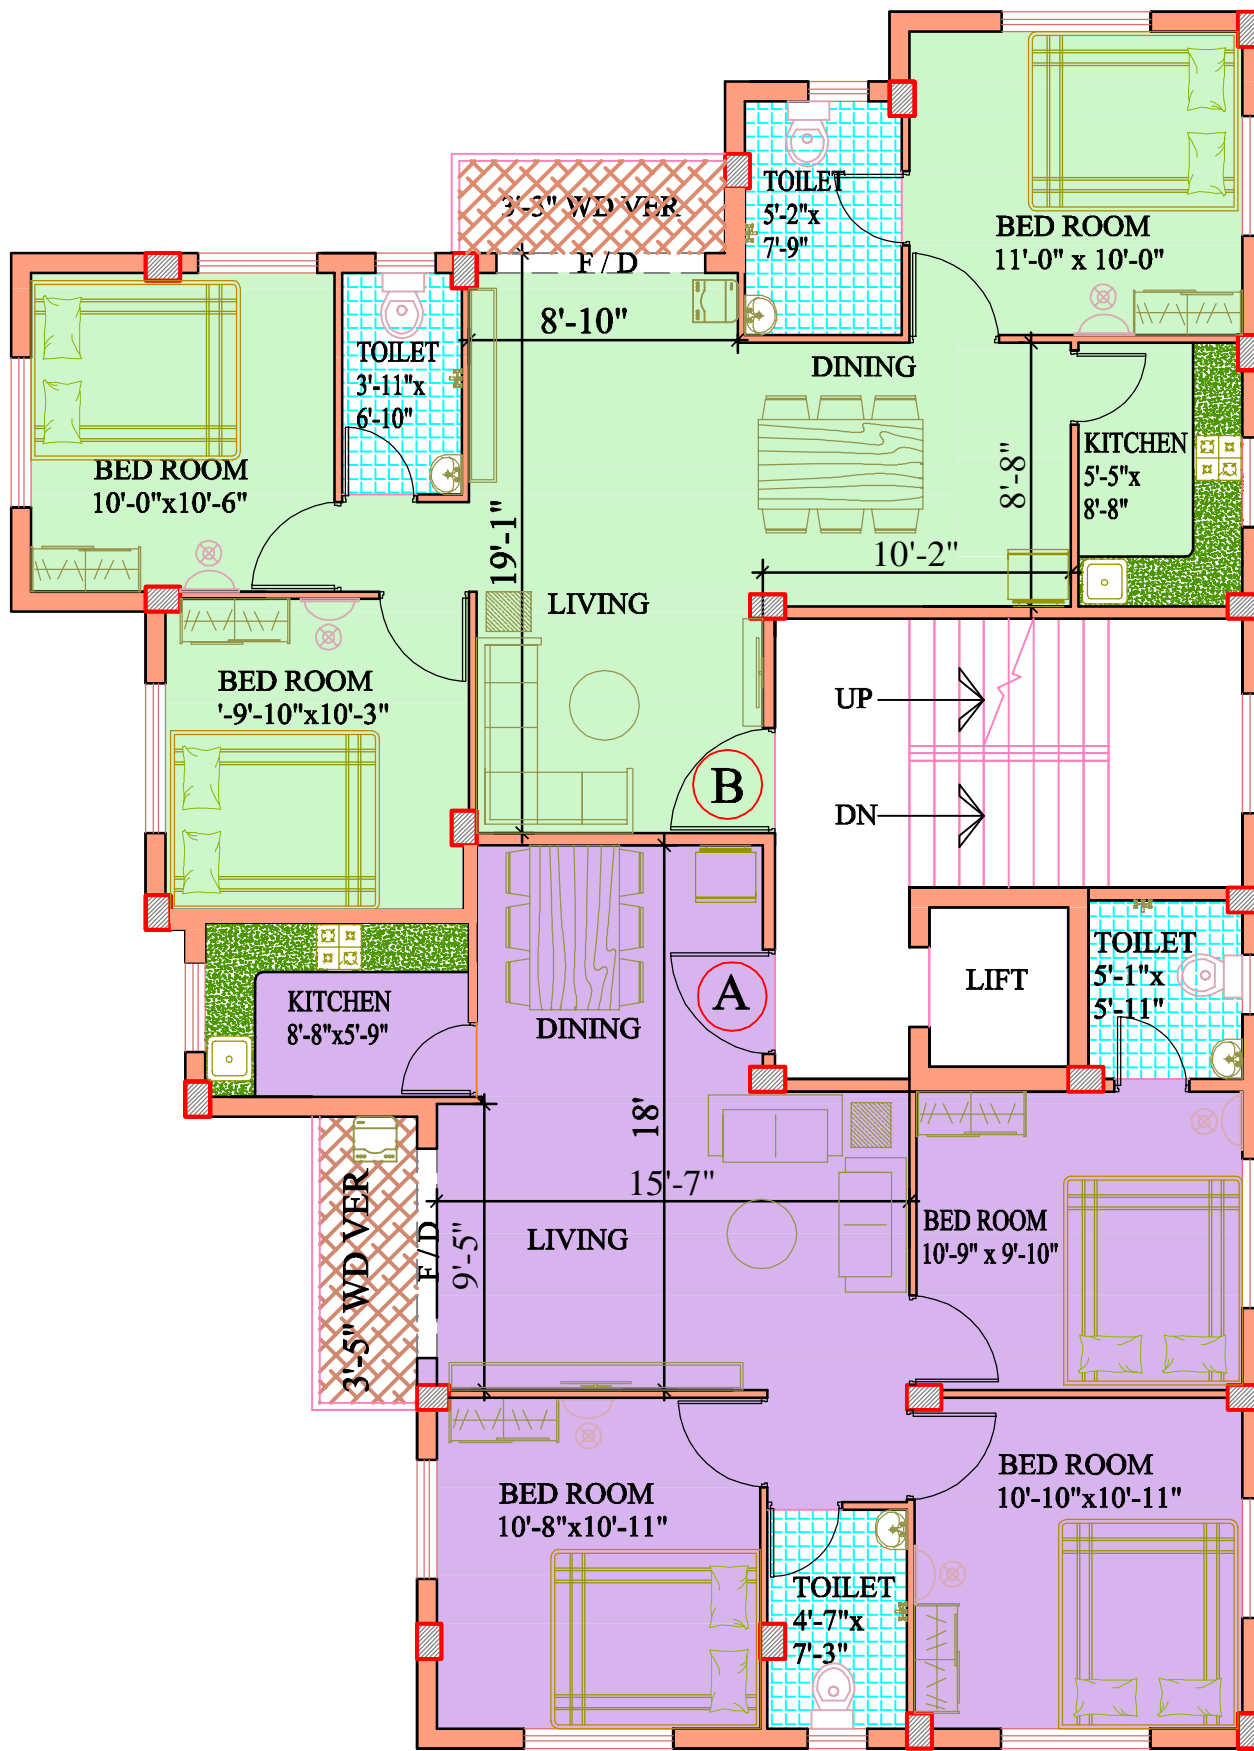 TOILET
5'-2"x
7'-9"
BED ROOM
11'-0" x 10'-0"
3'-5" WD VER
F / D
8'-10"
TOILET
3'-11"x
6'-10"
DINING
BED ROOM
10'-0"x10'-6"
KITCHEN
5'-5"x
8'-8"
8'-8"
19'-1"
10'-2"
LIVING
BED ROOM
'-9'-10"x10'-3"
UP
B
DN
TOILET
5'-1"x
5'-11"
LIFT
A
KITCHEN
8'-8"x5'-9"
DINING
18'
15'-7"
3'-5" WD VER
F / D
9'-5"
LIVING
BED ROOM
10'-9" x 9'-10"
BED ROOM
10'-8"x10'-11"
BED ROOM
10'-10"x10'-11"
TOILET
4'-7"x
7'-3"